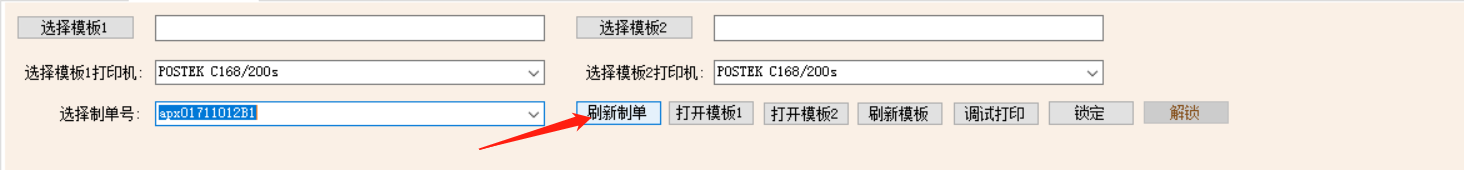 选择模板1 选择模板2
选择模板1打印机: POSTEK C168/200s 选择模板2打印机: POSTEK C168/200s
选择制单号: apx01711012B1 刷新制单 打开模板1 打开模板2 刷新模板 调试打印 锁定 解锁